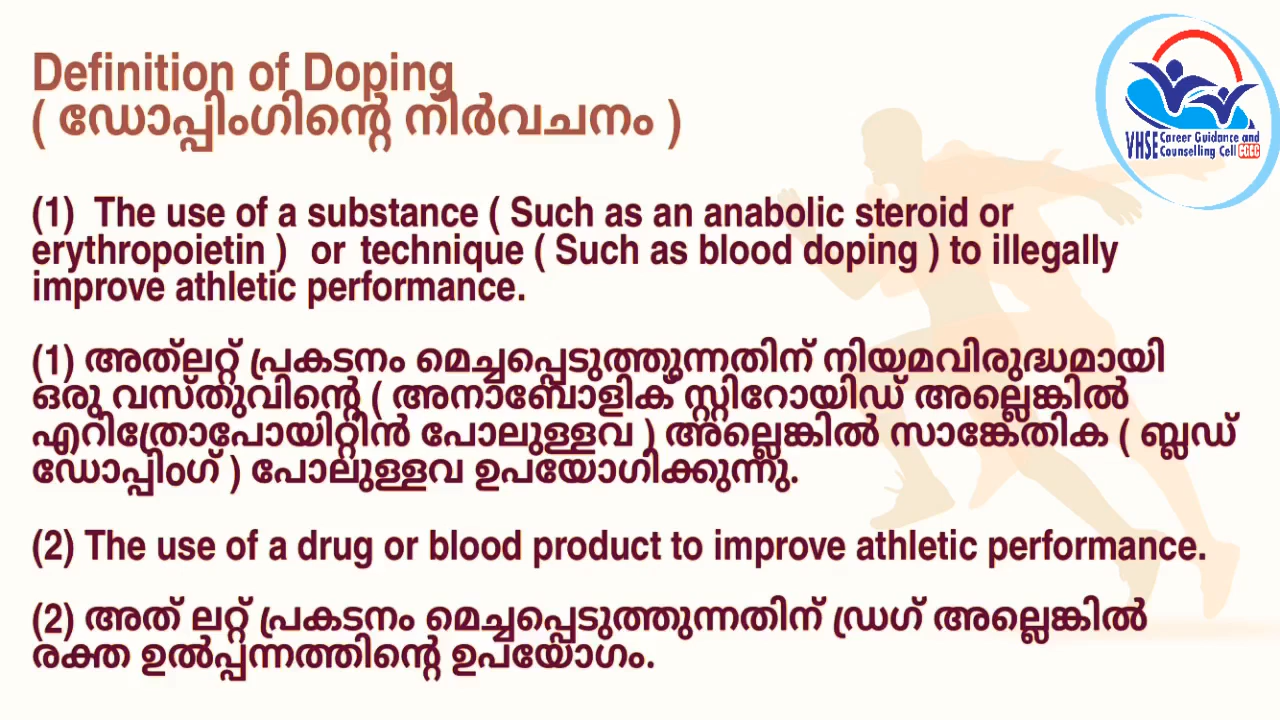 Definition of Doping
( ഡോപ്പിംഗിന്റെ നിർവചനം )
VHSE Career Guidance and
Counselling Cell CGCC
(1) The use of a substance ( Such as an anabolic steroid or
erythropoietin ) or technique ( Such as blood doping ) to illegally
improve athletic performance.
(1) അത്‌ലറ്റ് പ്രകടനം മെച്ചപ്പെടുത്തുന്നതിന് നിയമവിരുദ്ധമായി
ഒരു വസ്തുവിന്റെ ( അനാബോളിക് സ്റ്റിറോയിഡ് അല്ലെങ്കിൽ
എറിത്രോപോയിറ്റിൻ പോലുള്ളവ ) അല്ലെങ്കിൽ സാങ്കേതിക ( ബ്ലഡ്
ഡോപ്പിംഗ് ) പോലുള്ളവ ഉപയോഗിക്കുന്നു.
(2) The use of a drug or blood product to improve athletic performance.
(2) അത് ലറ്റ് പ്രകടനം മെച്ചപ്പെടുത്തുന്നതിന് ഡ്രഗ് അല്ലെങ്കിൽ
രക്ത ഉൽപ്പന്നത്തിന്റെ ഉപയോഗം.